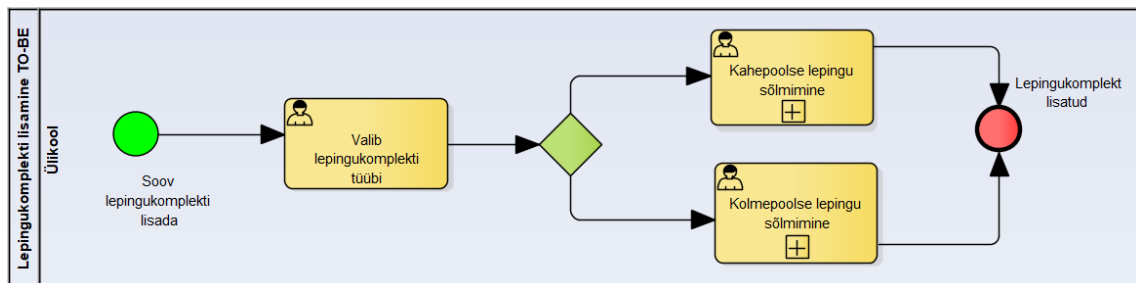 Lepingukomplekti lisamine TO-BE
Ülikool
Soov
lepingukomplekti
lisada
Valib
lepingukomplekti
tüübi
Kahepoolse lepingu
sõlmimine
Kolmepoolse lepingu
sõlmimine
Lepingukomplekt
lisatud